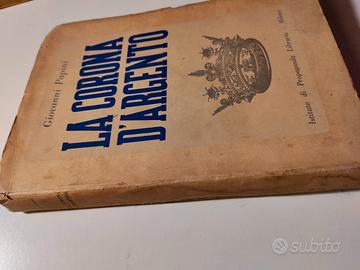 Giovanni Papini
LA CORONA
D'ARGENTO
Istituto di Propaganda Libraria - Milano
subito